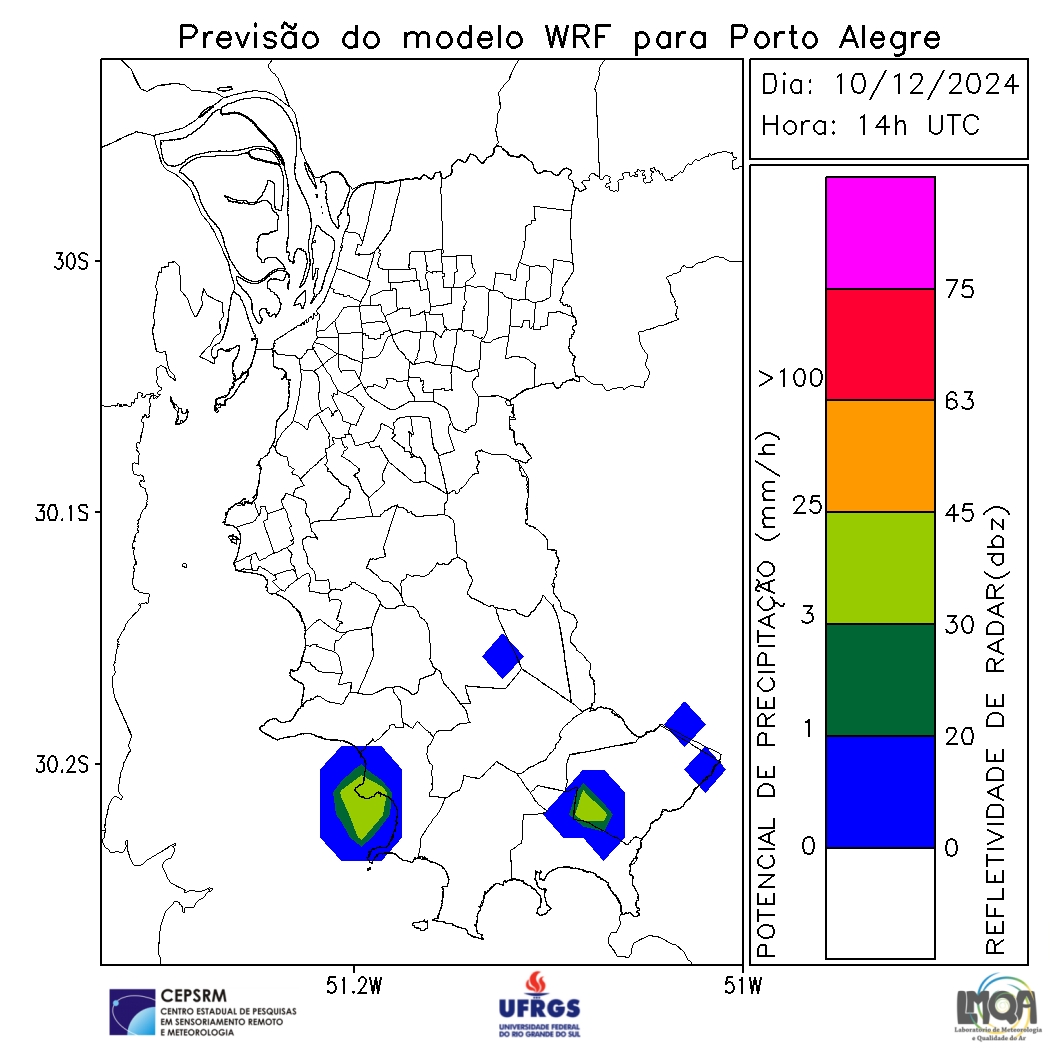 Previsão do modelo WRF para Porto Alegre
Dia: 10/12/2024
Hora: 14h UTC
30S
30.1S
30.2S
51.2W
51W
POTENCIAL DE PRECIPITAÇÃO (mm/h)
>100
25
3
1
0
75
63
45
30
20
0
REFLETIVIDADE DE RADAR(dbz)
CEPSRM
CENTRO ESTADUAL DE PESQUISAS
EM SENSORIAMENTO REMOTO
E METEOROLOGIA
UFRGS
UNIVERSIDADE FEDERAL
DO RIO GRANDE DO SUL
LMQA
Laboratório de Meteorologia
e Qualidade do Ar